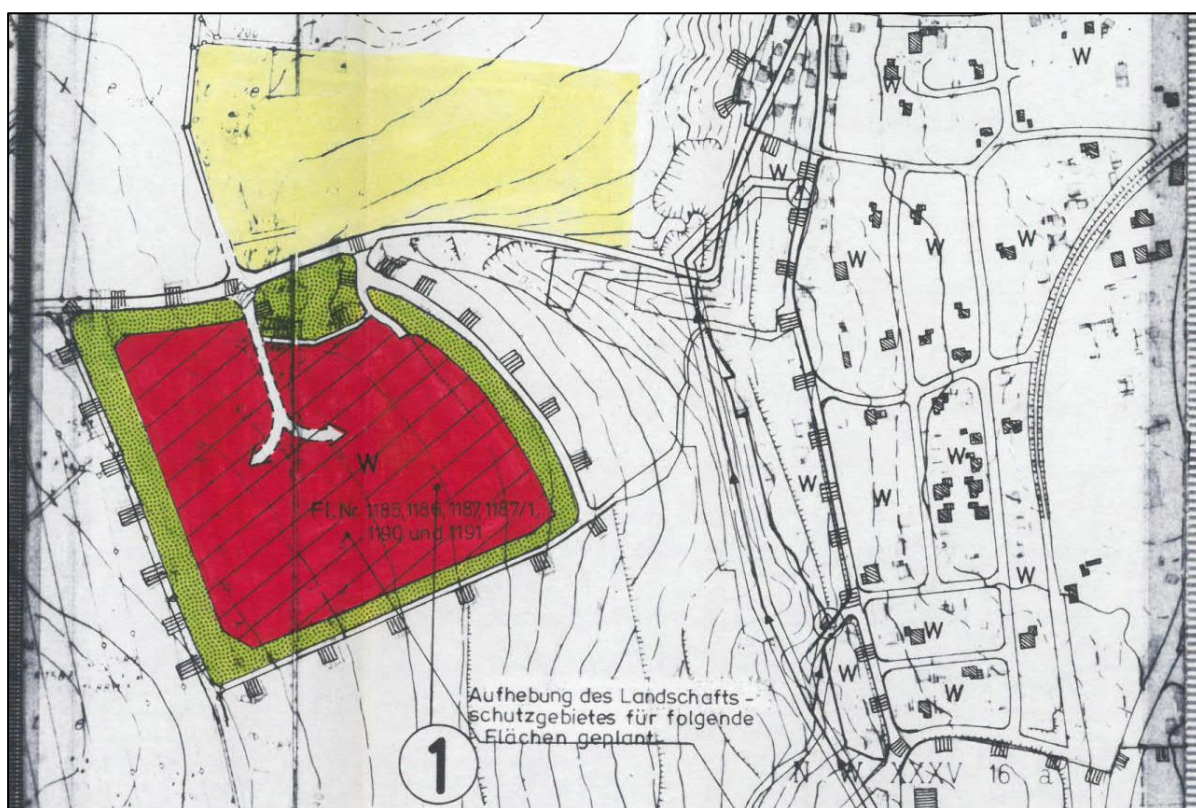 W
W
W
W
W
W
W
Fl. Nr. 1185, 1186, 1187, 1187/1,
1190 und 1191
W
W
W
W
W
W
W
W
Aufhebung des Landschafts-
schutzgebietes für folgende
Flächen geplant:
1
N W XXXV 16 a